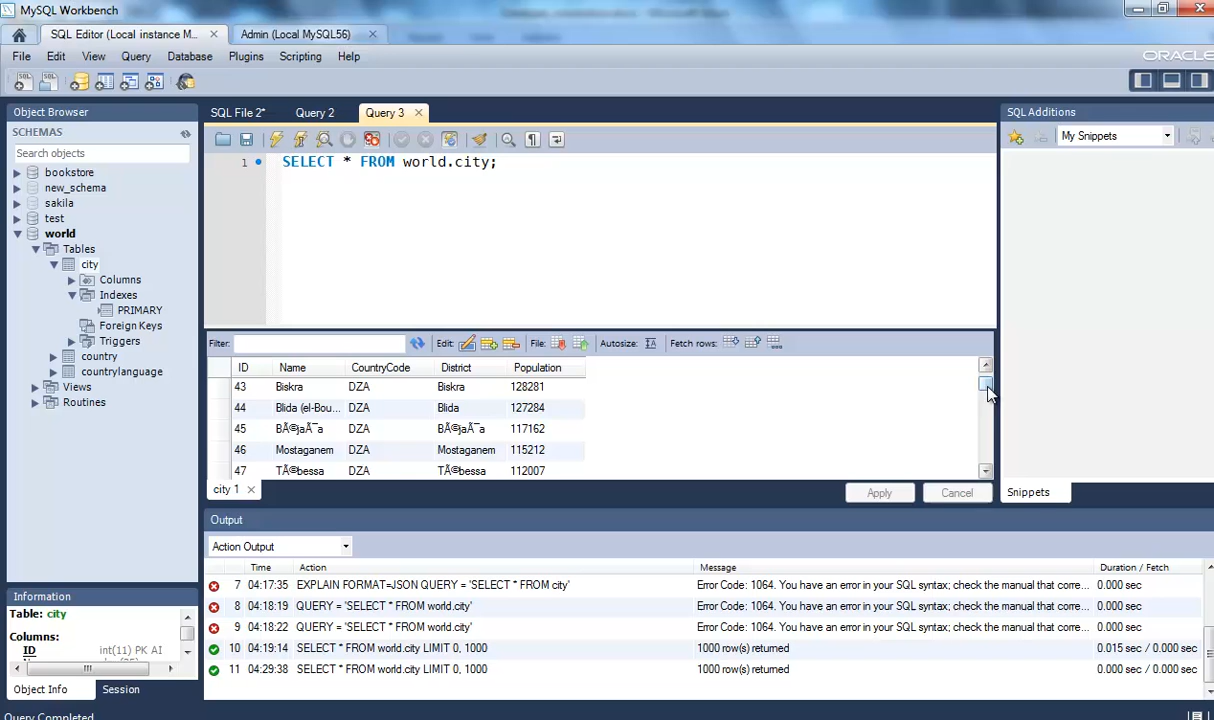 MySQL Workbench
SQL Editor (Local instance M...
Admin (Local MySQL56)
File Edit View Query Database Plugins Scripting Help
ORACLE
Object Browser
SCHEMAS
Search objects
bookstore
new_schema
sakila
test
world
Tables
city
Columns
Indexes
PRIMARY
Foreign Keys
Triggers
country
countrylanguage
Views
Routines
Information
Table: city
Columns:
ID int(11) PK AI
Object Info Session
Query Completed
SQL File 2* Query 2 Query 3
1 SELECT * FROM world.city;
Filter: Edit: File: Autosize: Fetch rows:
ID Name CountryCode District Population
43 Biskra DZA Biskra 128281
44 Blida (el-Bou... DZA Blida 127284
45 BÃ©jaÃ¯a DZA BÃ©jaÃ¯a 117162
46 Mostaganem DZA Mostaganem 115212
47 TÃ©bessa DZA TÃ©bessa 112007
city 1
Apply Cancel
Output
Action Output
Time Action Message Duration / Fetch
7 04:17:35 EXPLAIN FORMAT=JSON QUERY = 'SELECT * FROM city' Error Code: 1064. You have an error in your SQL syntax; check the manual that corre... 0.000 sec
8 04:18:19 QUERY = 'SELECT * FROM world.city' Error Code: 1064. You have an error in your SQL syntax; check the manual that corre... 0.000 sec
9 04:18:22 QUERY = 'SELECT * FROM world.city' Error Code: 1064. You have an error in your SQL syntax; check the manual that corre... 0.000 sec
10 04:19:14 SELECT * FROM world.city LIMIT 0, 1000 1000 row(s) returned 0.015 sec / 0.000 sec
11 04:29:38 SELECT * FROM world.city LIMIT 0, 1000 1000 row(s) returned 0.000 sec / 0.000 sec
SQL Additions
My Snippets
Snippets